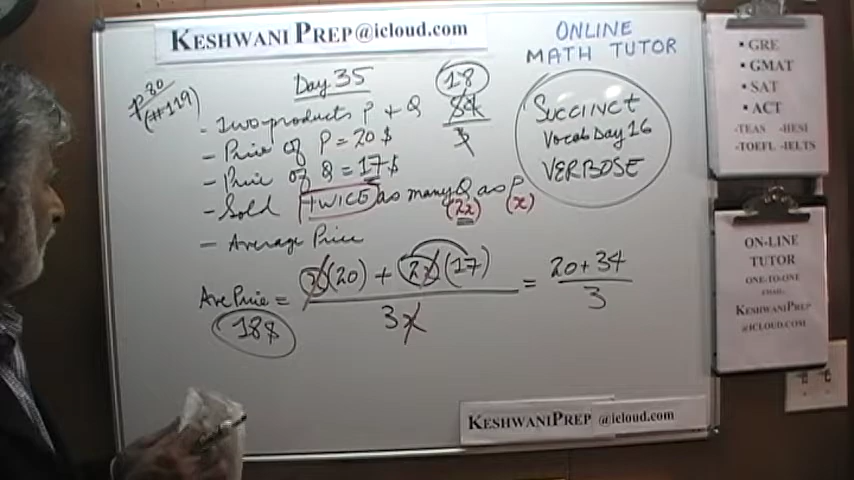 KESHWANI PREP@icloud.com
ONLINE
MATH TUTOR
Day 35
p80
(#119)
- Two products P + Q
- Price of P = 20 $
- Price of Q = 17 $
- Sold TWICE as many Q as P
(2x) (x)
- Average Price
18
54
3
Ave Price = x(20) + 2x(17) = 20 + 34
3x 3
18$
SUCCINCT
Vocab Day 16
VERBOSE
• GRE
• GMAT
• SAT
• ACT
-TEAS -HESI
-TOEFL -IELTS
ON-LINE
TUTOR
ONE-TO-ONE
EMAIL:
KESHWANIPREP
@ICLOUD.COM
KESHWANIPREP @icloud.com